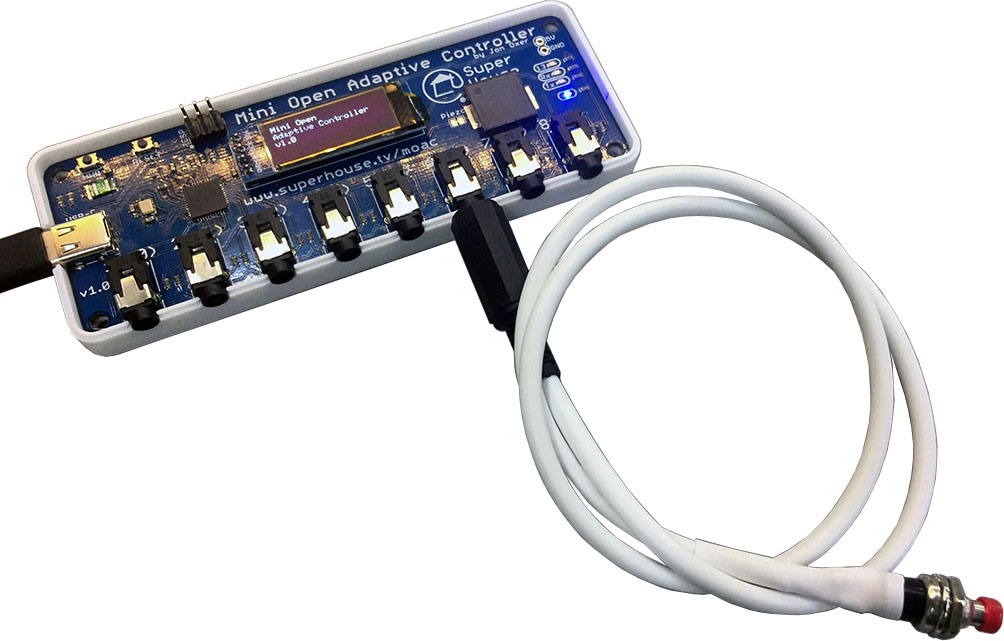 Mini Open Adaptive Controller
by Jon Oxer
5V
GND
Super
House
Mini Open
Adaptive Controller
v1.0
Piezo
www.superhouse.tv/moac
USB-C
7
8
v1.0